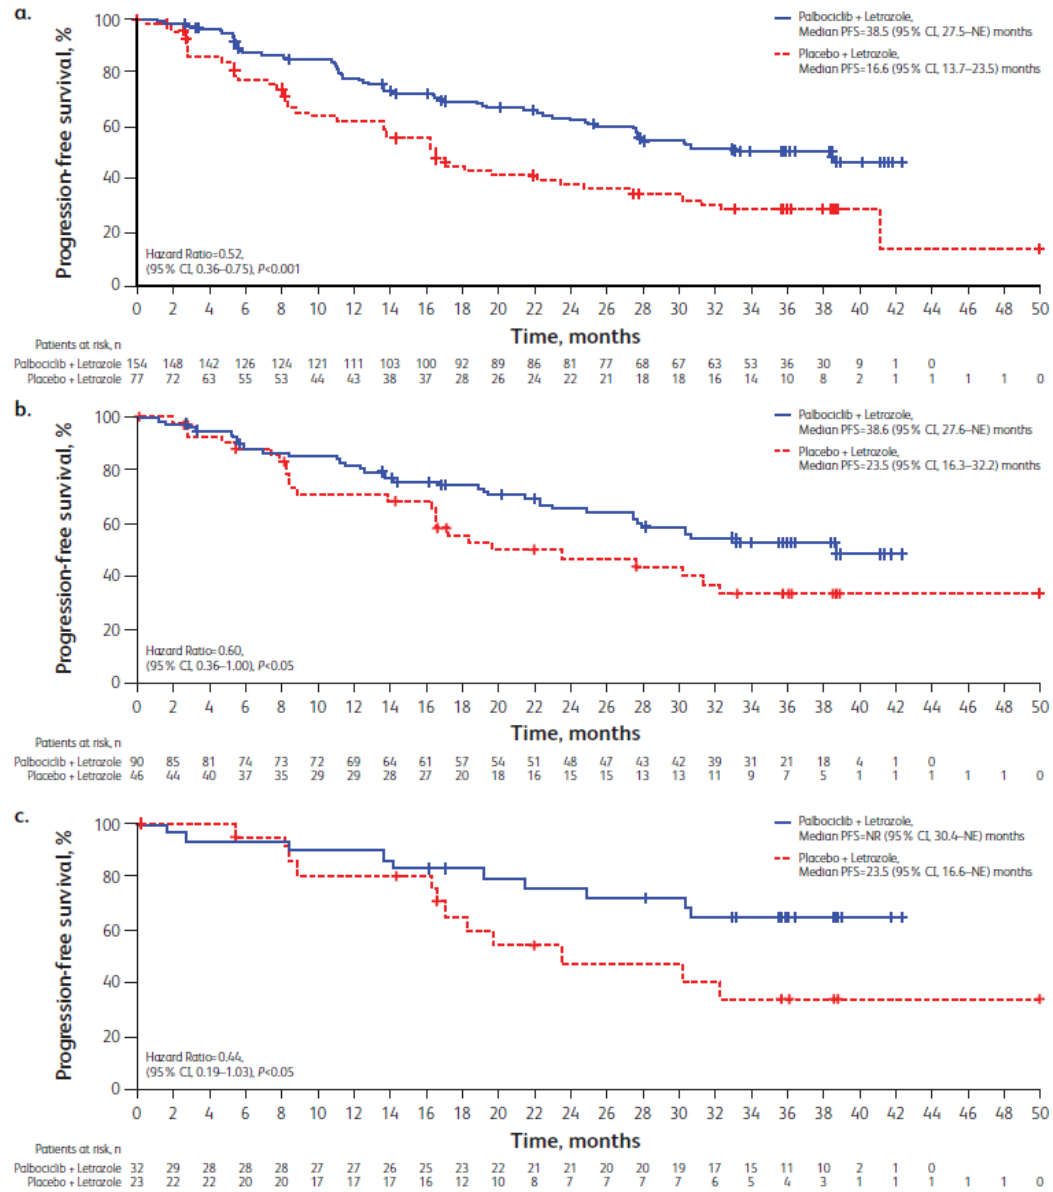 a.
Palbociclib + Letrozole,
Median PFS=38.5 (95% CI, 27.5–NE) months
Placebo + Letrozole,
Median PFS=16.6 (95% CI, 13.7–23.5) months
Progression-free survival, %
100
80
60
40
20
0
Hazard Ratio=0.52,
(95% CI, 0.36–0.75), P<0.001
0 2 4 6 8 10 12 14 16 18 20 22 24 26 28 30 32 34 36 38 40 42 44 46 48 50
Time, months
Patients at risk, n
Palbociclib + Letrozole 154 148 142 126 124 121 111 103 100 92 89 86 81 77 68 67 63 53 36 30 9 1 0
Placebo + Letrozole 77 72 63 55 53 44 43 38 37 28 26 24 22 21 18 18 16 14 10 8 2 1 1 1 1 0
b.
Palbociclib + Letrozole,
Median PFS=38.6 (95% CI, 27.6–NE) months
Placebo + Letrozole,
Median PFS=23.5 (95% CI, 16.3–32.2) months
Progression-free survival, %
100
80
60
40
20
0
Hazard Ratio=0.60,
(95% CI, 0.36–1.00), P<0.05
0 2 4 6 8 10 12 14 16 18 20 22 24 26 28 30 32 34 36 38 40 42 44 46 48 50
Time, months
Patients at risk, n
Palbociclib + Letrozole 90 85 81 74 73 72 69 64 61 57 54 51 48 47 43 42 39 31 21 18 4 1 0
Placebo + Letrozole 46 44 40 37 35 29 29 28 27 20 18 16 15 15 13 13 11 9 7 5 1 1 1 1 1 0
c.
Palbociclib + Letrozole,
Median PFS=NR (95% CI, 30.4–NE) months
Placebo + Letrozole,
Median PFS=23.5 (95% CI, 16.6–NE) months
Progression-free survival, %
100
80
60
40
20
0
Hazard Ratio=0.44,
(95% CI, 0.19–1.03), P<0.05
0 2 4 6 8 10 12 14 16 18 20 22 24 26 28 30 32 34 36 38 40 42 44 46 48 50
Time, months
Patients at risk, n
Palbociclib + Letrozole 32 29 28 28 28 27 27 26 25 23 22 21 21 20 20 19 17 15 11 10 2 1 0
Placebo + Letrozole 23 22 22 20 20 17 17 17 16 12 10 8 7 7 7 7 6 5 4 3 1 1 1 1 1 0